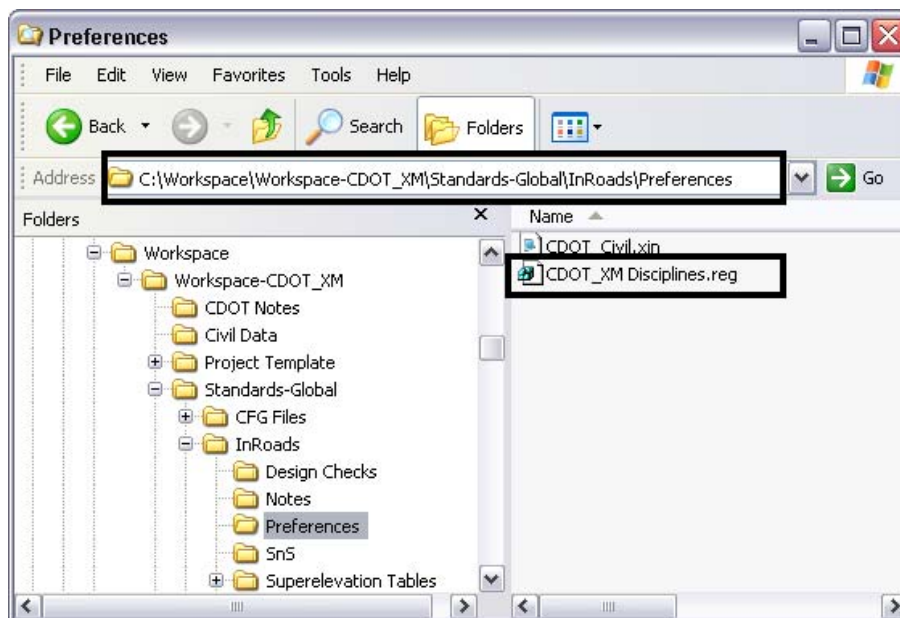 Preferences
File Edit View Favorites Tools Help
Back Search Folders
Address C:\Workspace\Workspace-CDOT_XM\Standards-Global\InRoads\Preferences Go
Folders x Name
Workspace
Workspace-CDOT_XM
CDOT Notes
Civil Data
Project Template
Standards-Global
CFG Files
InRoads
Design Checks
Notes
Preferences
SnS
Superelevation Tables
CDOT_Civil.xin
CDOT_XM Disciplines.reg